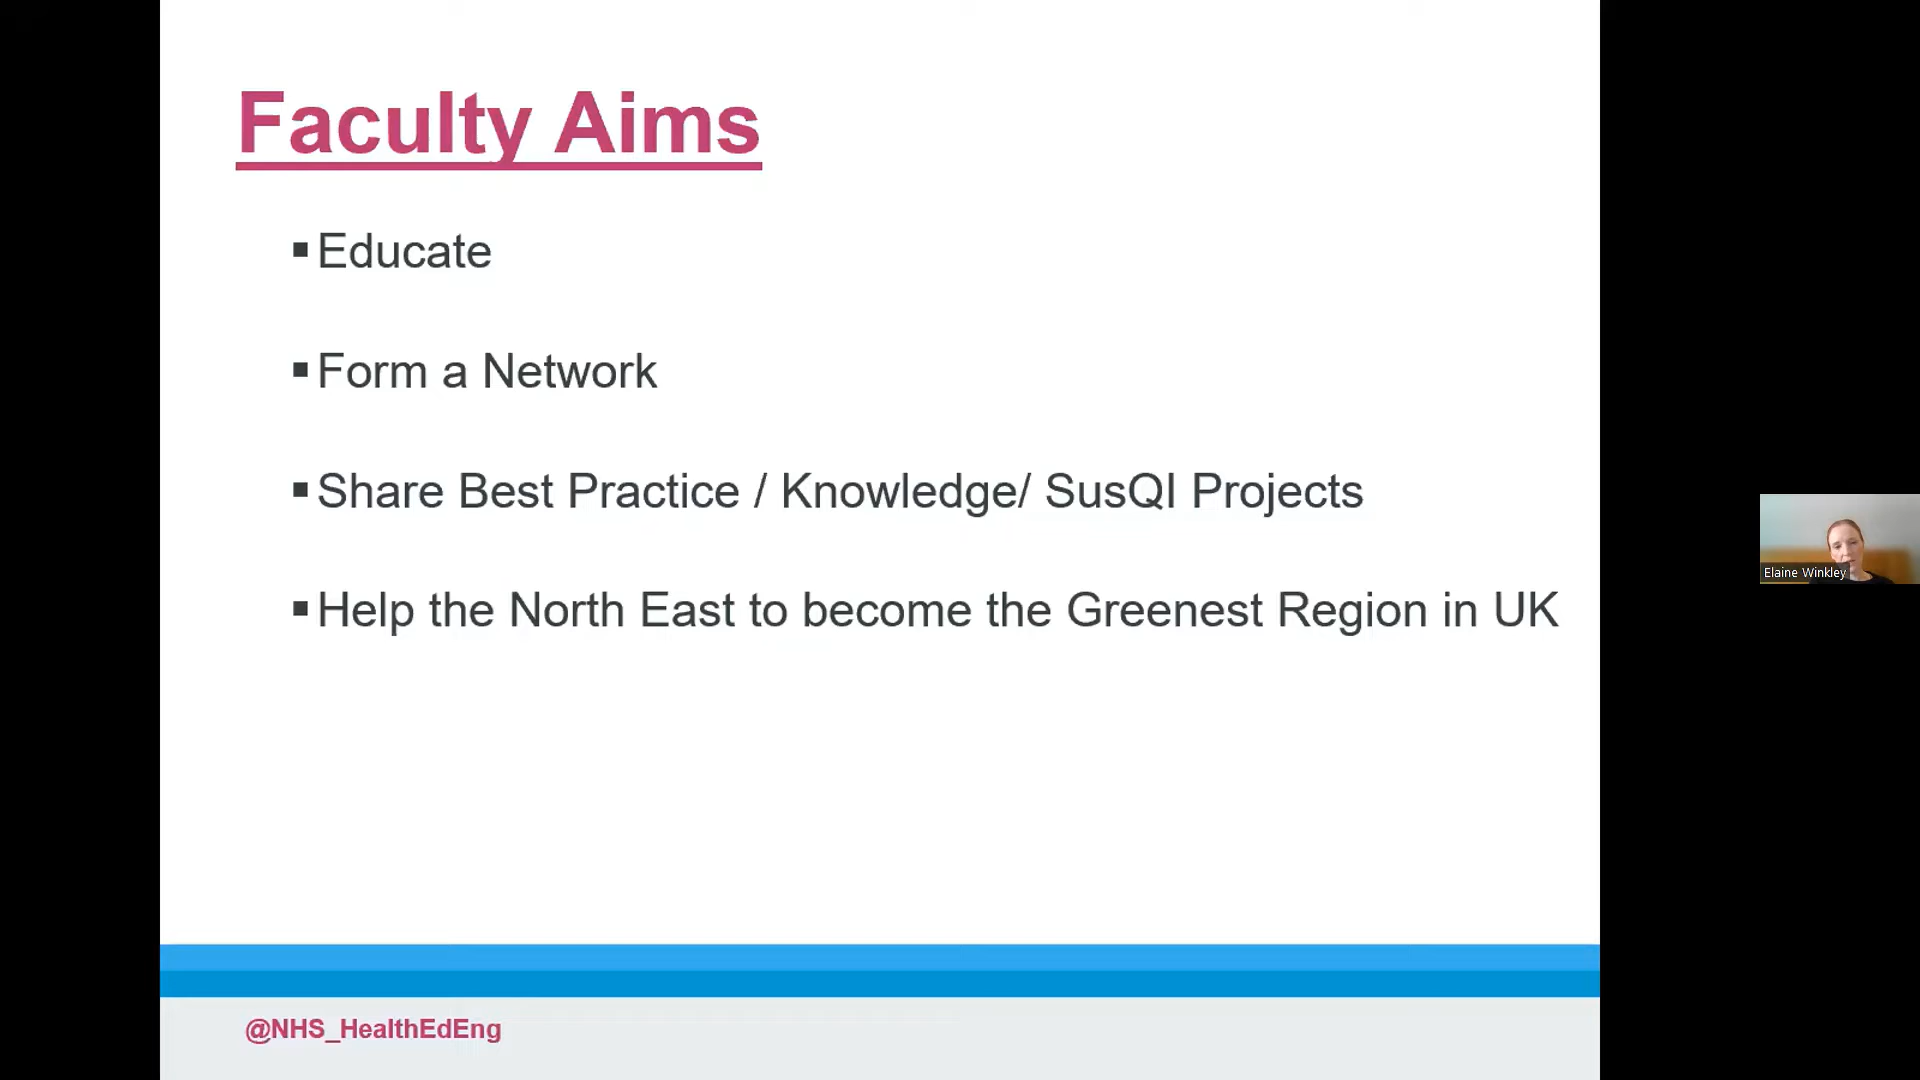 Faculty Aims
▪Educate
▪Form a Network
▪Share Best Practice / Knowledge/ SusQI Projects
▪Help the North East to become the Greenest Region in UK
Elaine Winkley
@NHS_HealthEdEng